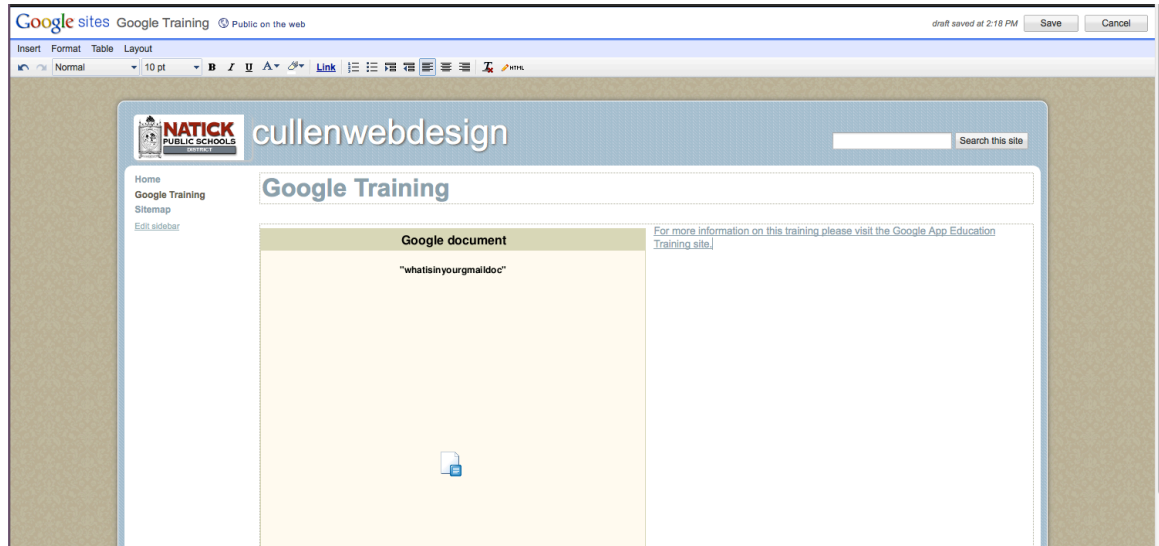 Google sites Google Training Public on the web draft saved at 2:18 PM Save Cancel
Insert Format Table Layout
Normal 10 pt B I U A Link T HTML
NATICK
PUBLIC SCHOOLS
DISTRICT
cullenwebdesign
Search this site
Home
Google Training
Sitemap
Edit sidebar
Google Training
Google document
"whatisinyourgmaildoc"
For more information on this training please visit the Google App Education
Training site.